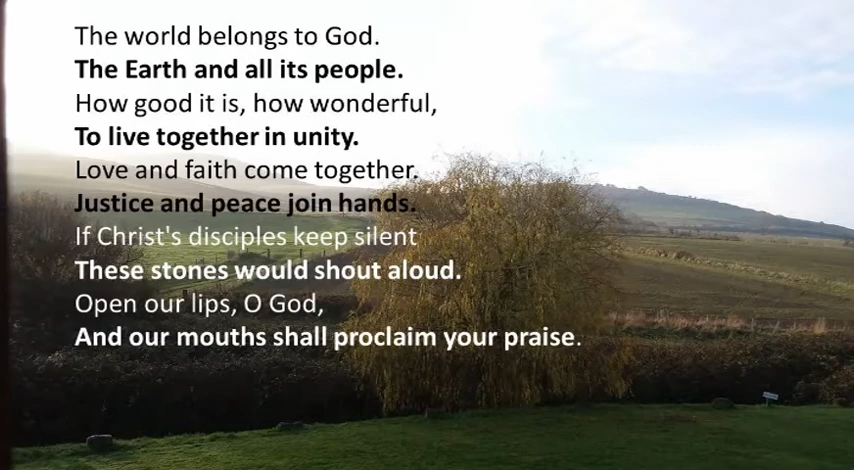 The world belongs to God.
The Earth and all its people.
How good it is, how wonderful,
To live together in unity.
Love and faith come together.
Justice and peace join hands.
If Christ's disciples keep silent
These stones would shout aloud.
Open our lips, O God,
And our mouths shall proclaim your praise.